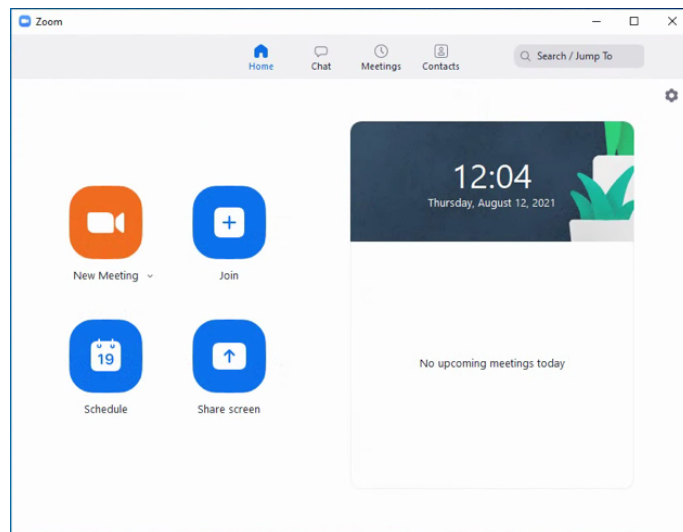 Zoom
Home
Chat
Meetings
Contacts
Search / Jump To
12:04
Thursday, August 12, 2021
New Meeting
Join
19
Schedule
Share screen
No upcoming meetings today